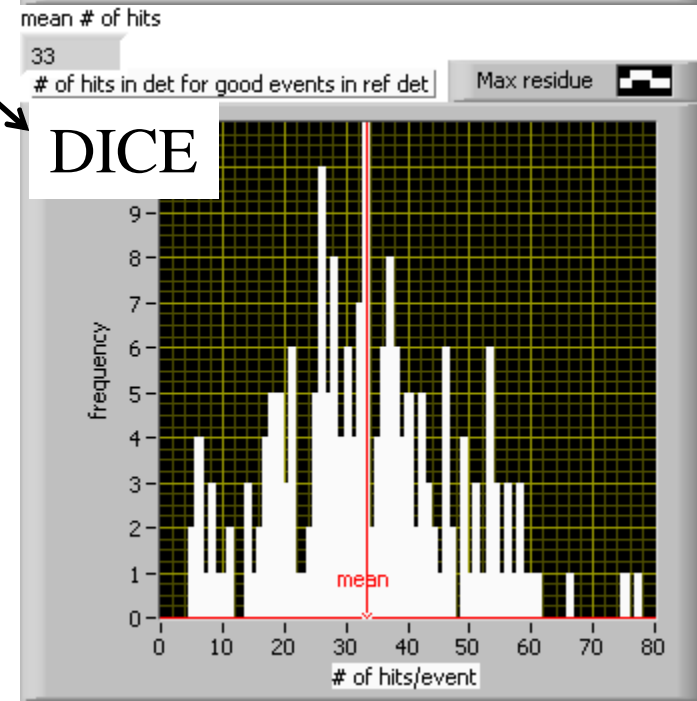 mean # of hits
33
# of hits in det for good events in ref det
Max residue
DICE
9
8
7
6
5
4
3
2
1
0
frequency
mean
0 10 20 30 40 50 60 70 80
# of hits/event